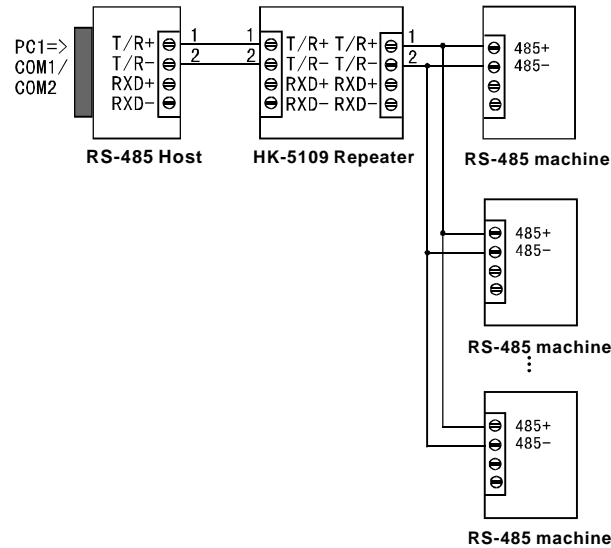 PC1=>
COM1/
COM2
T/R+
T/R-
RXD+
RXD-
1
2
RS-485 Host
1
2
T/R+ T/R+
T/R- T/R-
RXD+ RXD+
RXD- RXD-
1
2
HK-5109 Repeater
485+
485-
RS-485 machine
485+
485-
RS-485 machine
⋮
485+
485-
RS-485 machine